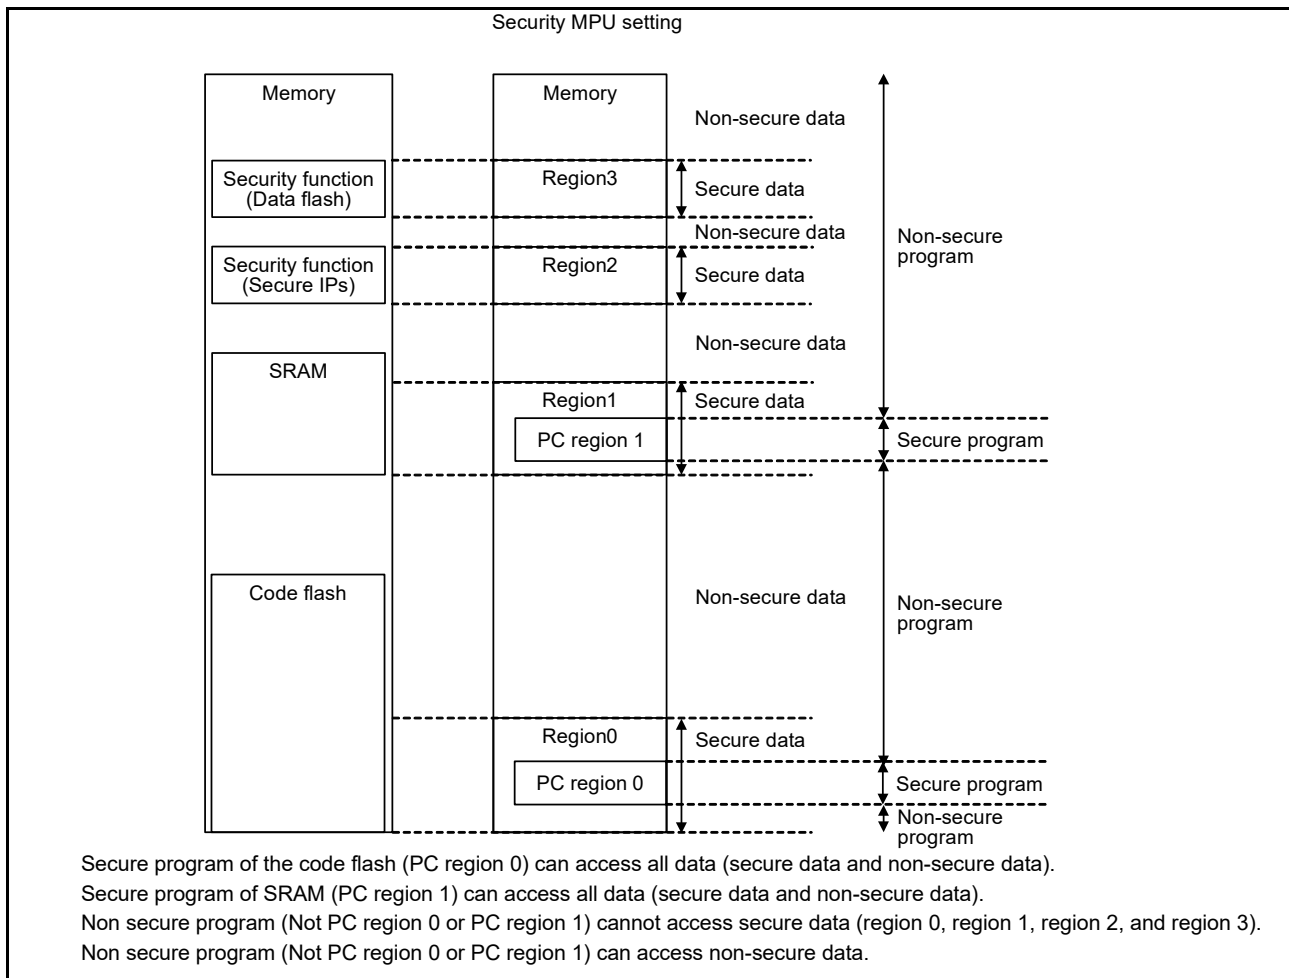 Security MPU setting
Memory
Memory
Non-secure data
Security function
(Data flash)
Region3
Secure data
Non-secure data
Non-secure
program
Security function
(Secure IPs)
Region2
Secure data
Non-secure data
SRAM
Region1
Secure data
PC region 1
Secure program
Code flash
Non-secure data
Non-secure
program
Region0
Secure data
PC region 0
Secure program
Non-secure
program
Secure program of the code flash (PC region 0) can access all data (secure data and non-secure data).
Secure program of SRAM (PC region 1) can access all data (secure data and non-secure data).
Non secure program (Not PC region 0 or PC region 1) cannot access secure data (region 0, region 1, region 2, and region 3).
Non secure program (Not PC region 0 or PC region 1) can access non-secure data.